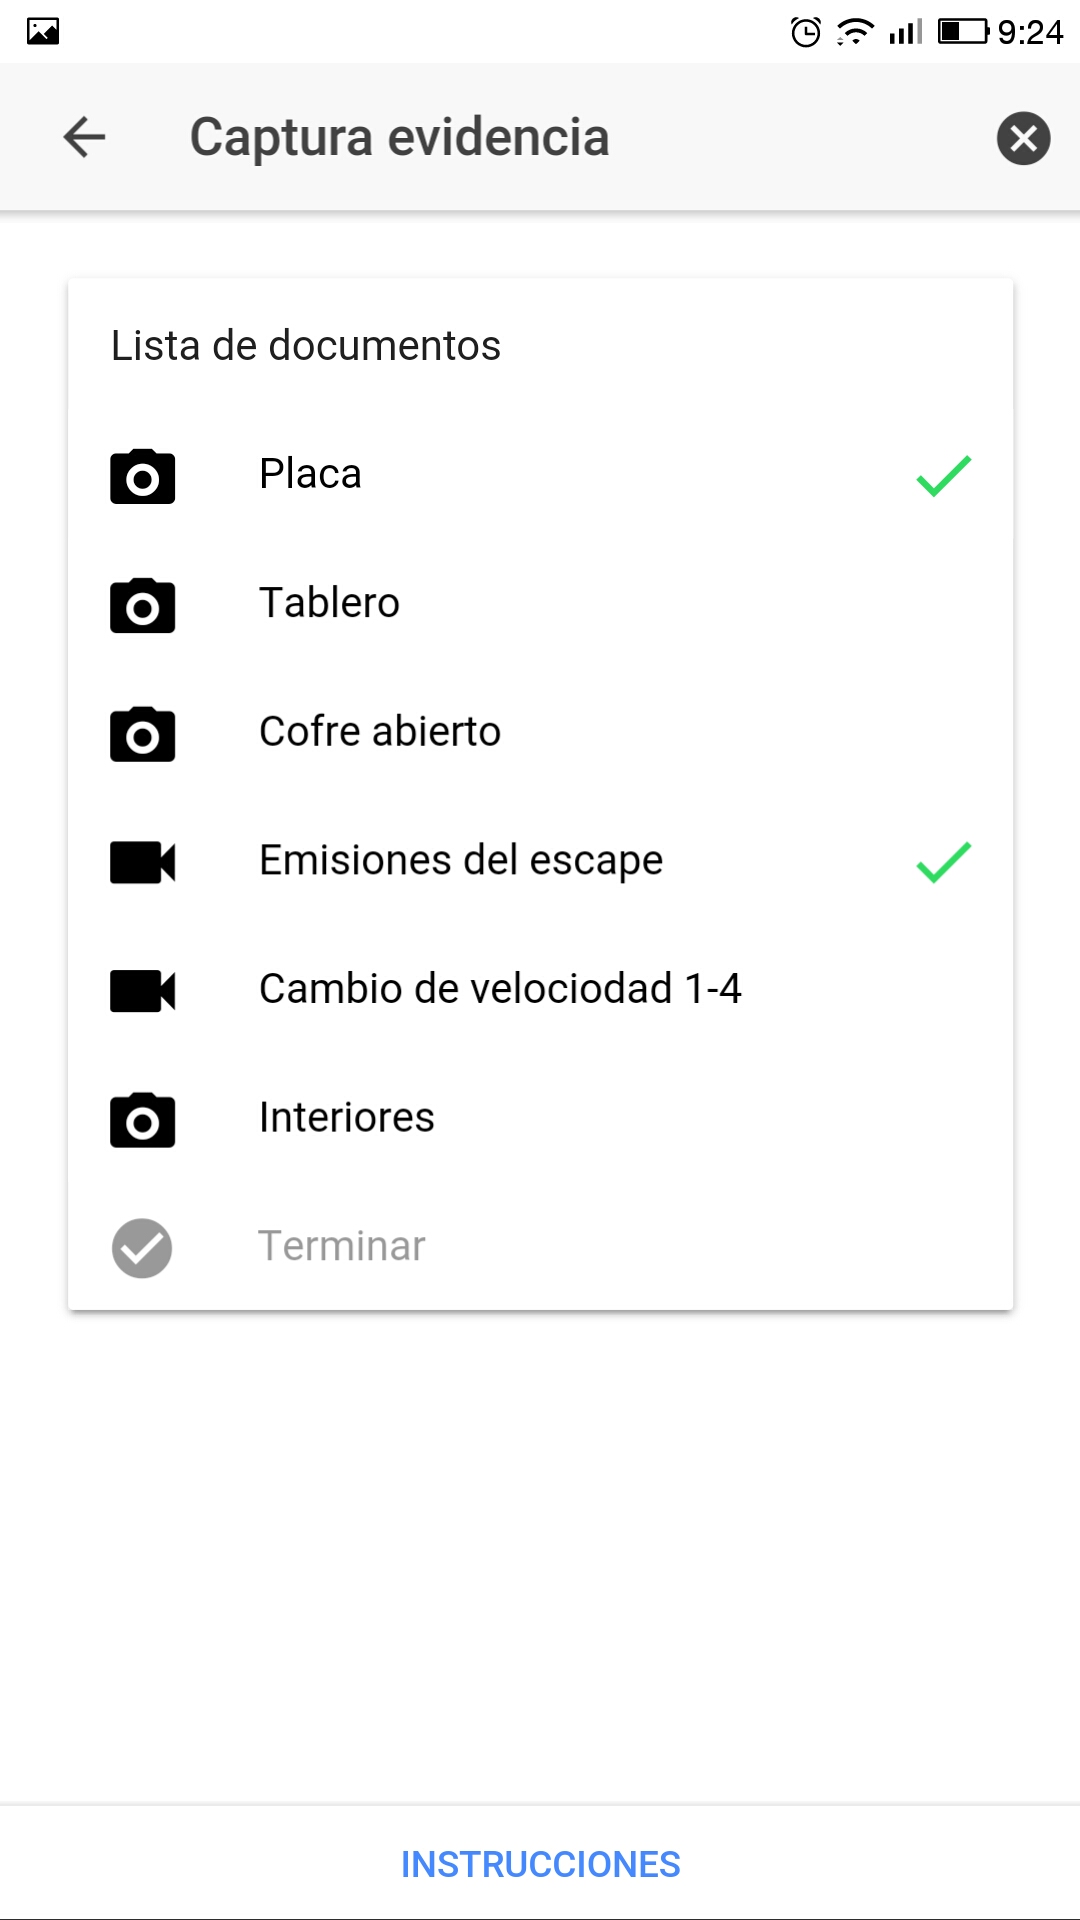 9:24
Captura evidencia
Lista de documentos
Placa
Tablero
Cofre abierto
Emisiones del escape
Cambio de velociodad 1-4
Interiores
Terminar
INSTRUCCIONES